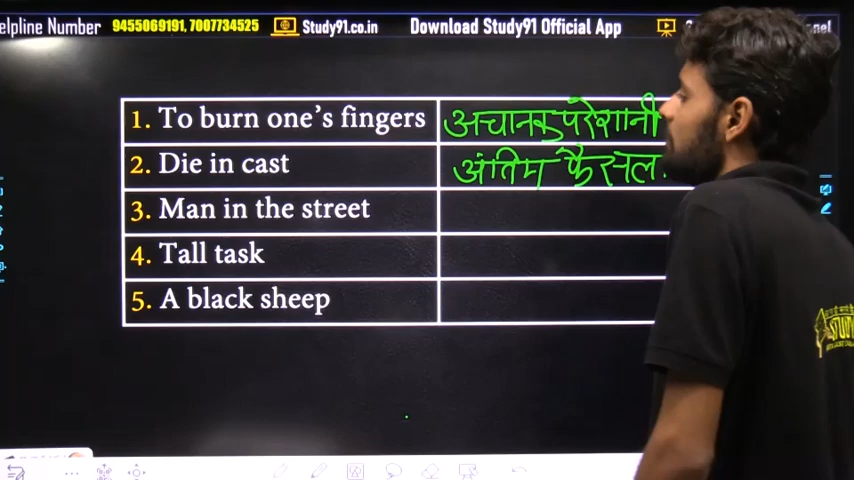 elpline Number 9455069191, 7007734525 Study91.co.in Download Study91 Official App
1. To burn one's fingers अचानक परेशानी
2. Die in cast अंतिम फैसल
3. Man in the street
4. Tall task
5. A black sheep
STUDY